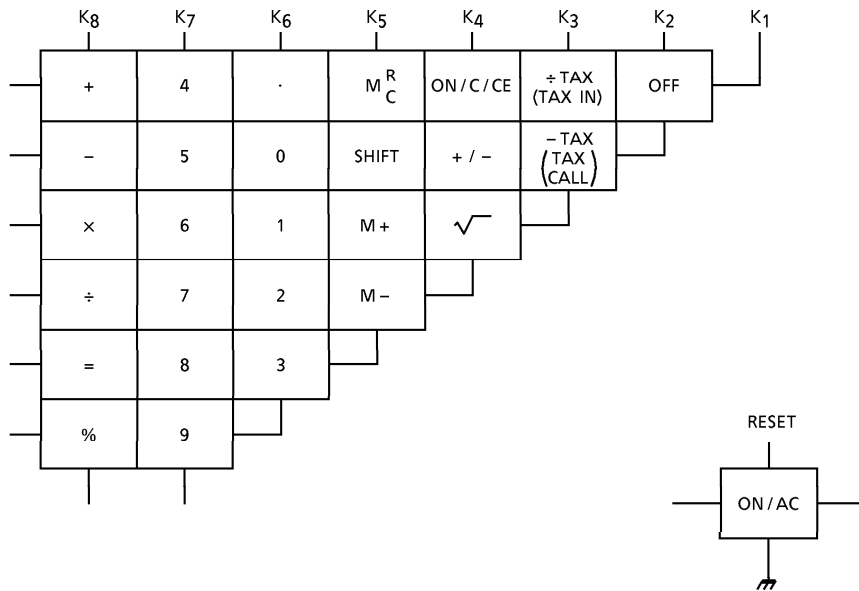 K8 K7 K6 K5 K4 K3 K2 K1
+ 4 · M R C ON / C / CE ÷ TAX (TAX IN) OFF
− 5 0 SHIFT + / − − TAX (TAX CALL)
× 6 1 M + √
÷ 7 2 M −
= 8 3
% 9
RESET
ON / AC